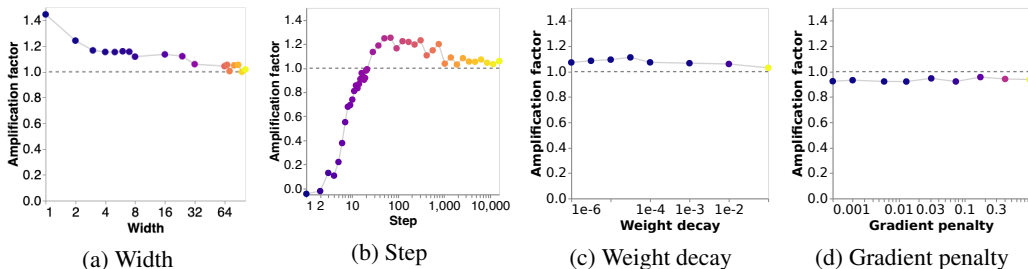 Amplification factor
1.4
1.2
1.0
0.8
0.6
0.4
0.2
0.0
1 2 4 8 16 32 64
Width
(a) Width
Amplification factor
1.4
1.2
1.0
0.8
0.6
0.4
0.2
0.0
1 2 10 100 1,000 10,000
Step
(b) Step
Amplification factor
1.4
1.2
1.0
0.8
0.6
0.4
0.2
0.0
1e-6 1e-4 1e-3 1e-2
Weight decay
(c) Weight decay
Amplification factor
1.4
1.2
1.0
0.8
0.6
0.4
0.2
0.0
0.001 0.01 0.03 0.1 0.3
Gradient penalty
(d) Gradient penalty